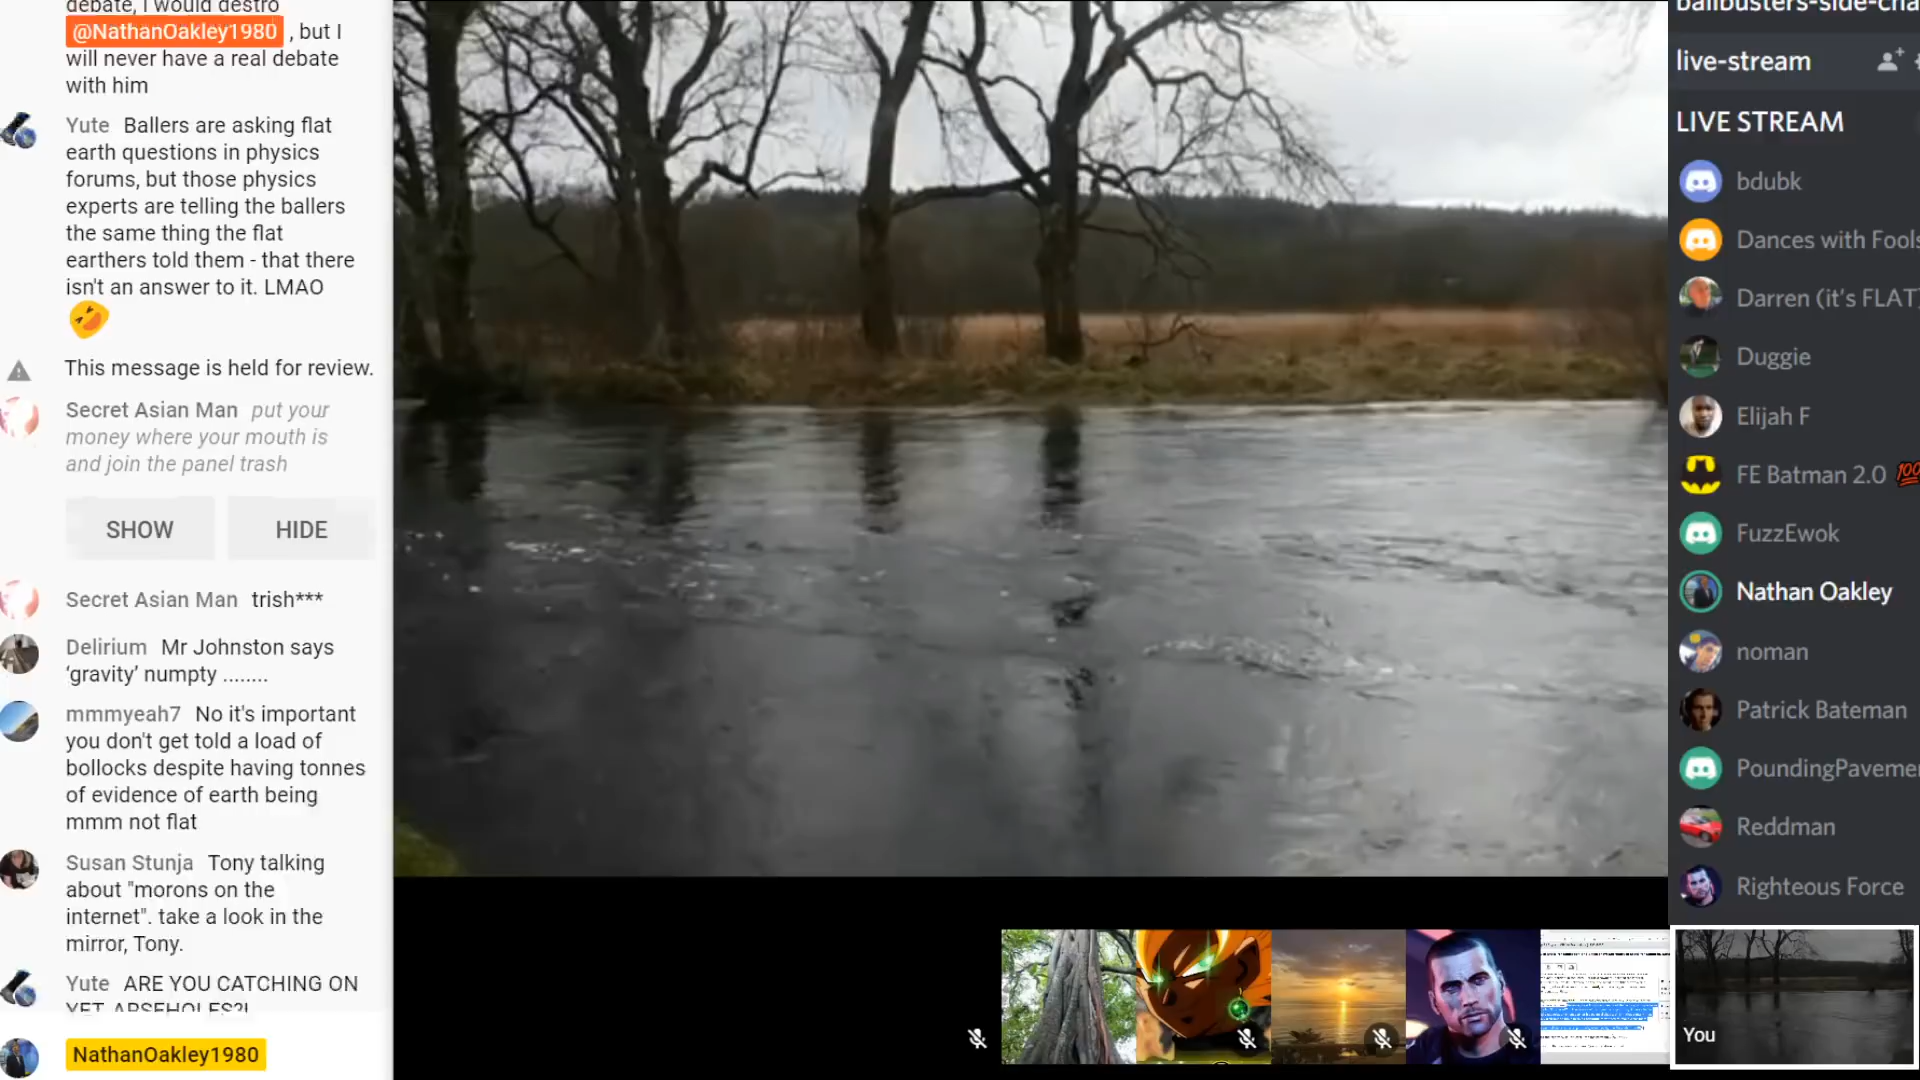 debate, I would destro
@NathanOakley1980 , but I
will never have a real debate
with him
Yute Ballers are asking flat
earth questions in physics
forums, but those physics
experts are telling the ballers
the same thing the flat
earthers told them - that there
isn't an answer to it. LMAO
This message is held for review.
Secret Asian Man put your
money where your mouth is
and join the panel trash
SHOW HIDE
Secret Asian Man trish***
Delirium Mr Johnston says
‘gravity’ numpty ........
mmmyeah7 No it's important
you don't get told a load of
bollocks despite having tonnes
of evidence of earth being
mmm not flat
Susan Stunja Tony talking
about "morons on the
internet". take a look in the
mirror, Tony.
Yute ARE YOU CATCHING ON
YET, ARSEHOLES?!
NathanOakley1980
ballbusters-side-cha
live-stream
LIVE STREAM
bdubk
Dances with Fools
Darren (it's FLAT
Duggie
Elijah F
FE Batman 2.0 💯
FuzzEwok
Nathan Oakley
noman
Patrick Bateman
PoundingPaveme
Reddman
Righteous Force
You